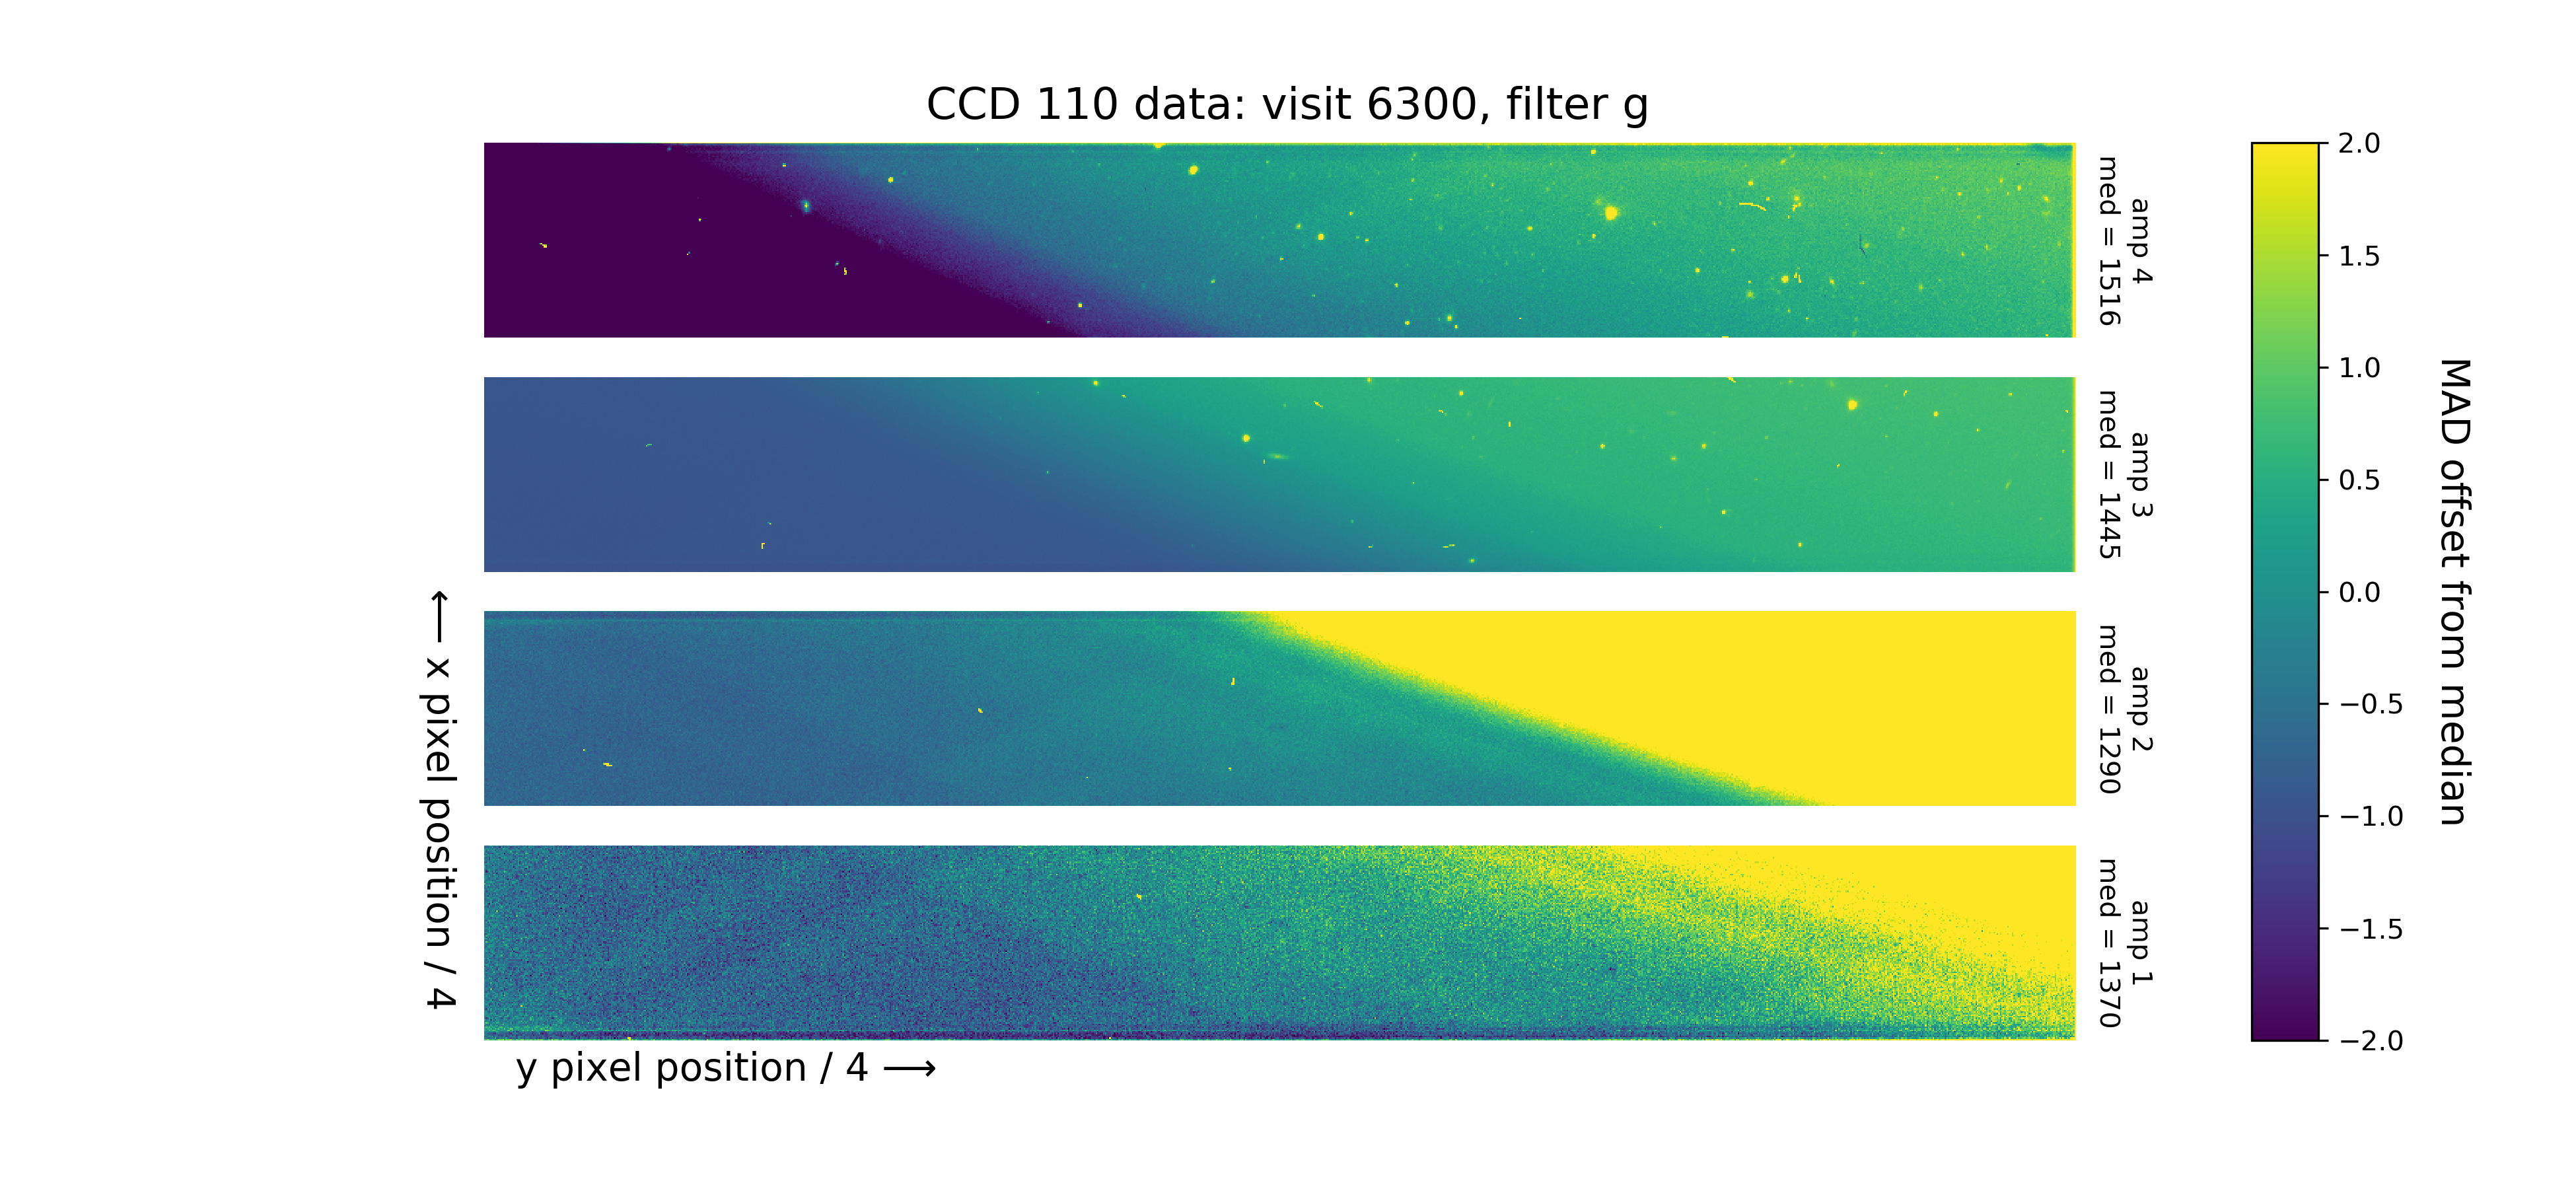 CCD 110 data: visit 6300, filter g
amp 4
med = 1516
amp 3
med = 1445
amp 2
med = 1290
amp 1
med = 1370
⟵ x pixel position / 4
y pixel position / 4 ⟶
2.0
1.5
1.0
0.5
0.0
−0.5
−1.0
−1.5
−2.0
MAD offset from median